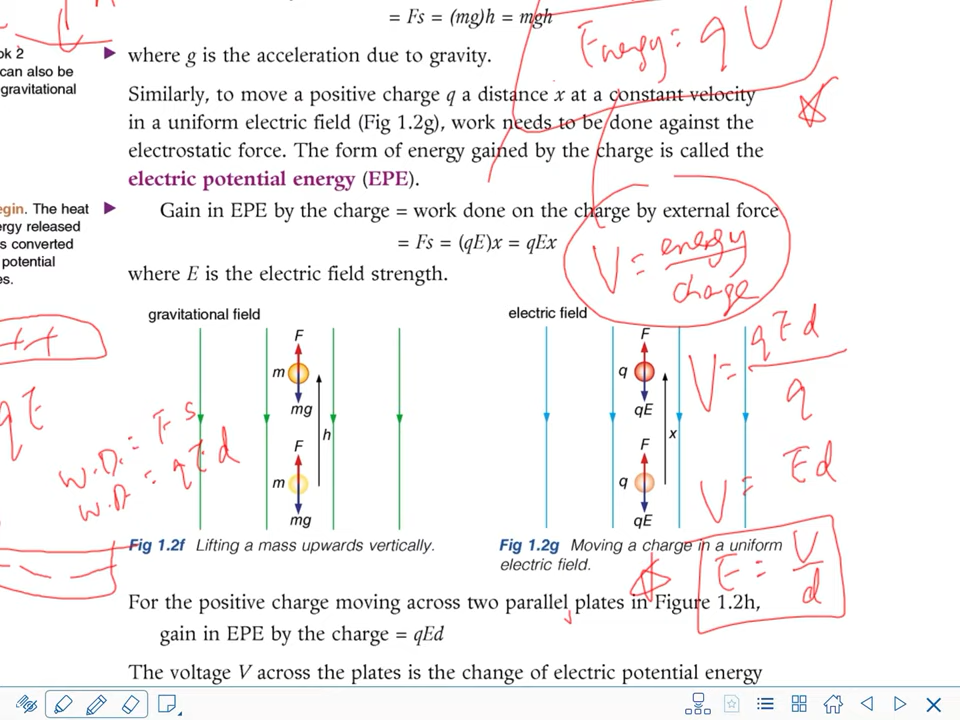 = Fs = (mg)h = mgh
Energy = qV
ok 2
can also be
gravitational
where g is the acceleration due to gravity.
Similarly, to move a positive charge q a distance x at a constant velocity
in a uniform electric field (Fig 1.2g), work needs to be done against the
electrostatic force. The form of energy gained by the charge is called the
electric potential energy (EPE).
egin. The heat
rgy released
s converted
potential
es.
Gain in EPE by the charge = work done on the charge by external force
= Fs = (qE)x = qEx
where E is the electric field strength.
V = energy
charge
gravitational field
F
m
mg
h
F
m
mg
electric field
F
q
qE
x
F
q
qE
++
qE
W.D. = Fs
W.D = qEd
V = qEd
q
V = Ed
E = V
d
Fig 1.2f Lifting a mass upwards vertically.
Fig 1.2g Moving a charge in a uniform
electric field.
For the positive charge moving across two parallel plates in Figure 1.2h,
gain in EPE by the charge = qEd
The voltage V across the plates is the change of electric potential energy